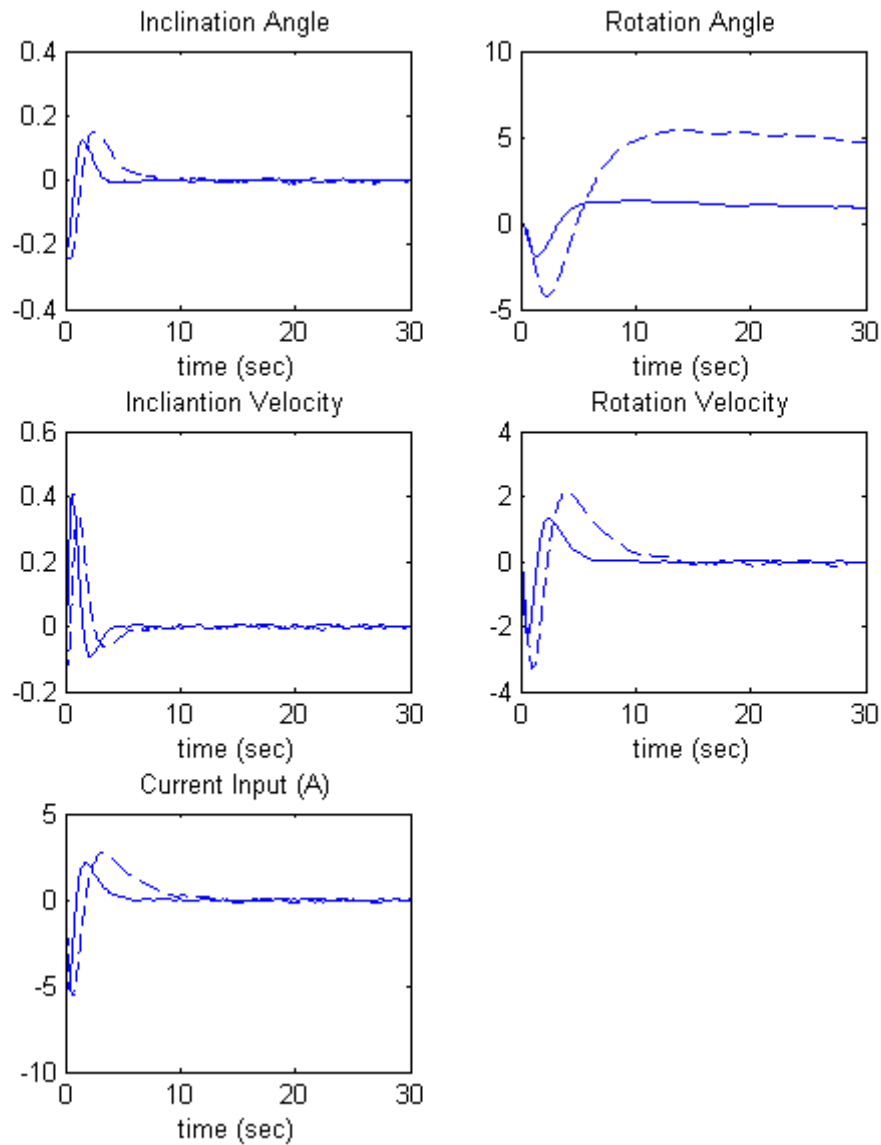 Inclination Angle
0.4
0.2
0
-0.2
-0.4
0 10 20 30
time (sec)
Rotation Angle
10
5
0
-5
0 10 20 30
time (sec)
Incliantion Velocity
0.6
0.4
0.2
0
-0.2
0 10 20 30
time (sec)
Rotation Velocity
4
2
0
-2
-4
0 10 20 30
time (sec)
Current Input (A)
5
0
-5
-10
0 10 20 30
time (sec)